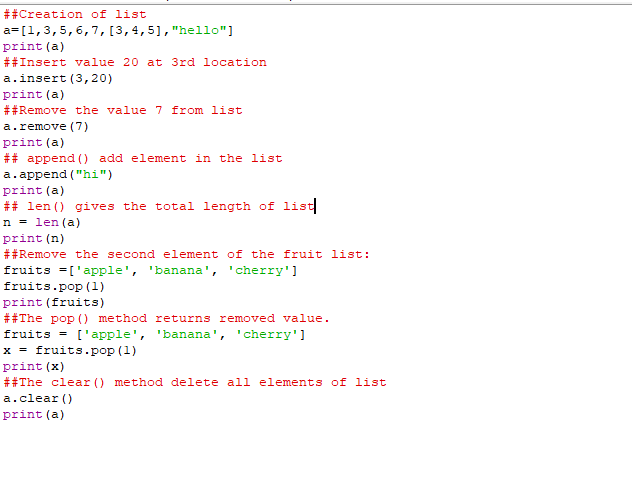 ##Creation of list
a=[1,3,5,6,7,[3,4,5],"hello"]
print(a)
##Insert value 20 at 3rd location
a.insert(3,20)
print(a)
##Remove the value 7 from list
a.remove(7)
print(a)
## append() add element in the list
a.append("hi")
print(a)
## len() gives the total length of list
n = len(a)
print(n)
##Remove the second element of the fruit list:
fruits =['apple', 'banana', 'cherry']
fruits.pop(1)
print(fruits)
##The pop() method returns removed value.
fruits = ['apple', 'banana', 'cherry']
x = fruits.pop(1)
print(x)
##The clear() method delete all elements of list
a.clear()
print(a)